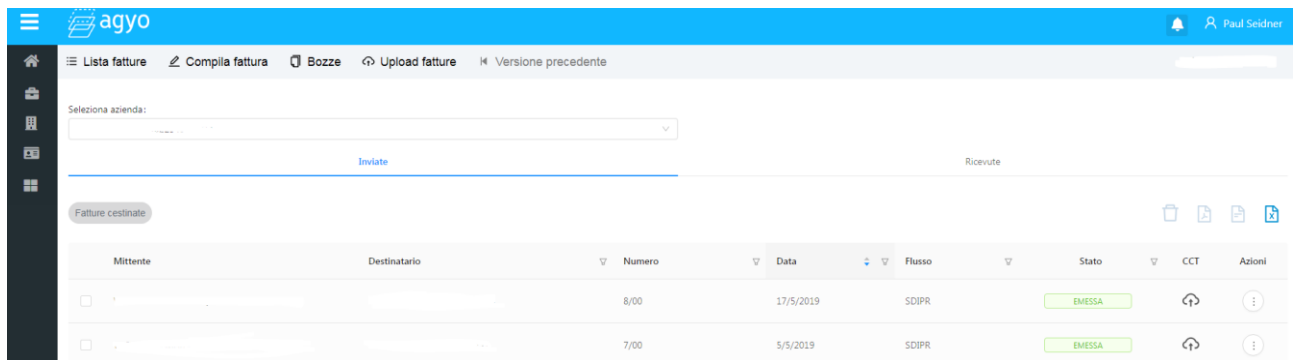 agyo
Paul Seidner
Lista fatture Compila fattura Bozze Upload fatture Versione precedente
Seleziona azienda:
Inviate Ricevute
Fatture cestinate
Mittente Destinatario Numero Data Flusso Stato CCT Azioni
8/00 17/5/2019 SDIPR EMESSA
7/00 5/5/2019 SDIPR EMESSA